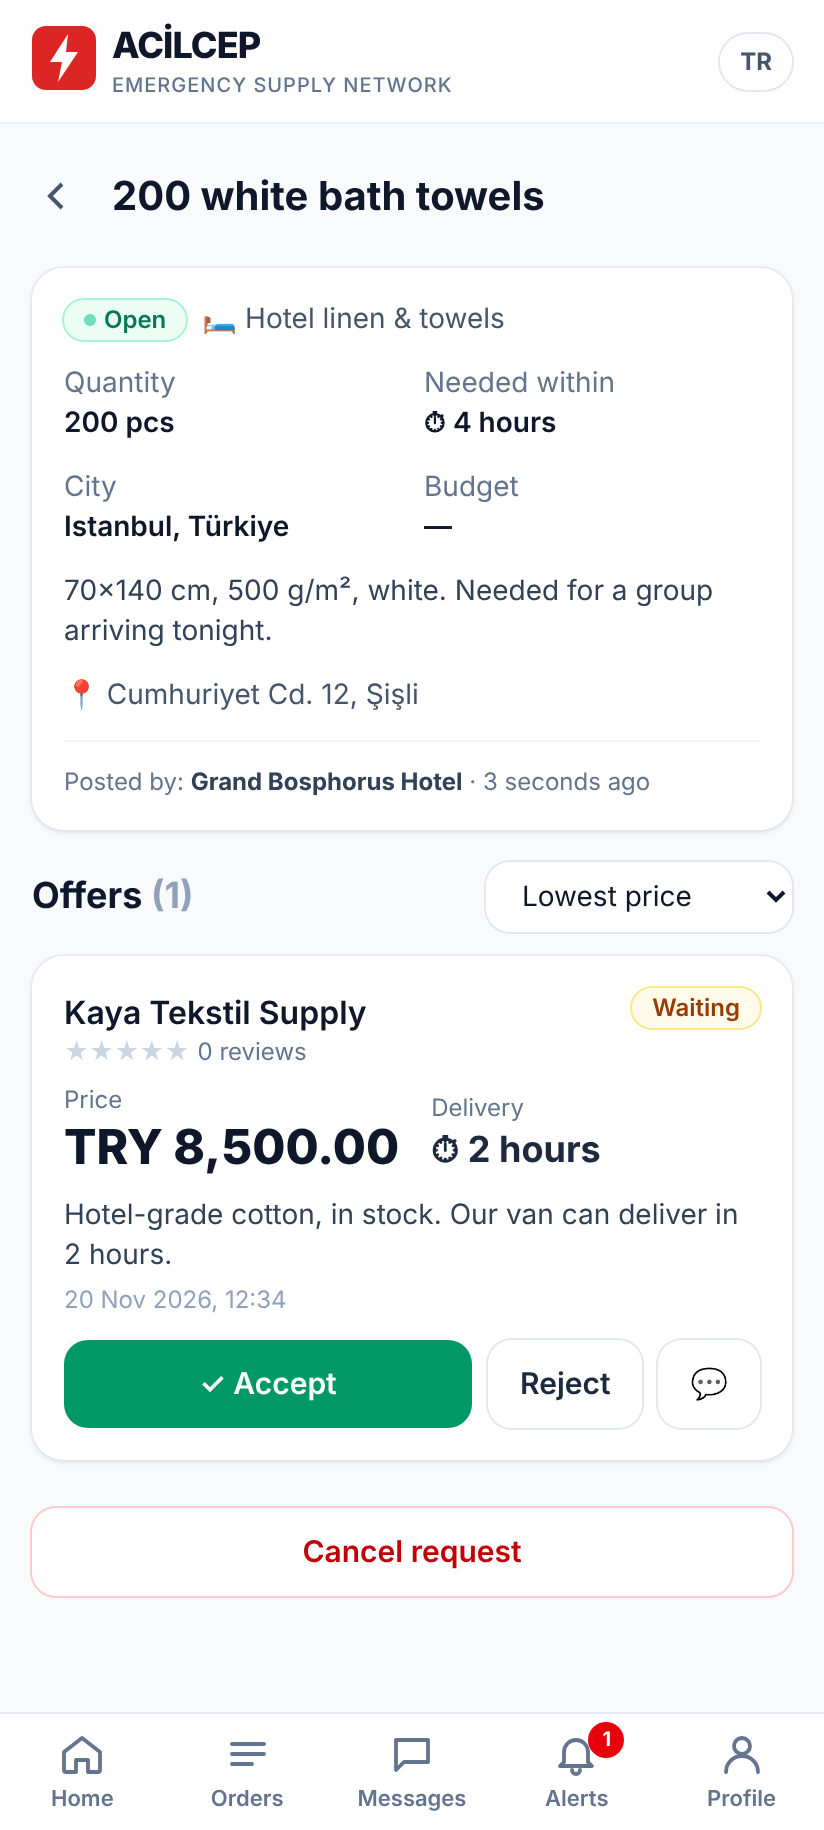 ACİLCEP
EMERGENCY SUPPLY NETWORK
TR
200 white bath towels
Open
Hotel linen & towels
Quantity
Needed within
200 pcs
4 hours
City
Budget
Istanbul, Türkiye
—
70×140 cm, 500 g/m², white. Needed for a group
arriving tonight.
Cumhuriyet Cd. 12, Şişli
Posted by: Grand Bosphorus Hotel · 3 seconds ago
Offers (1)
Lowest price
Kaya Tekstil Supply
Waiting
★★★★★ 0 reviews
Price
Delivery
TRY 8,500.00
2 hours
Hotel-grade cotton, in stock. Our van can deliver in
2 hours.
20 Nov 2026, 12:34
✓ Accept
Reject
Cancel request
1
Home
Orders
Messages
Alerts
Profile